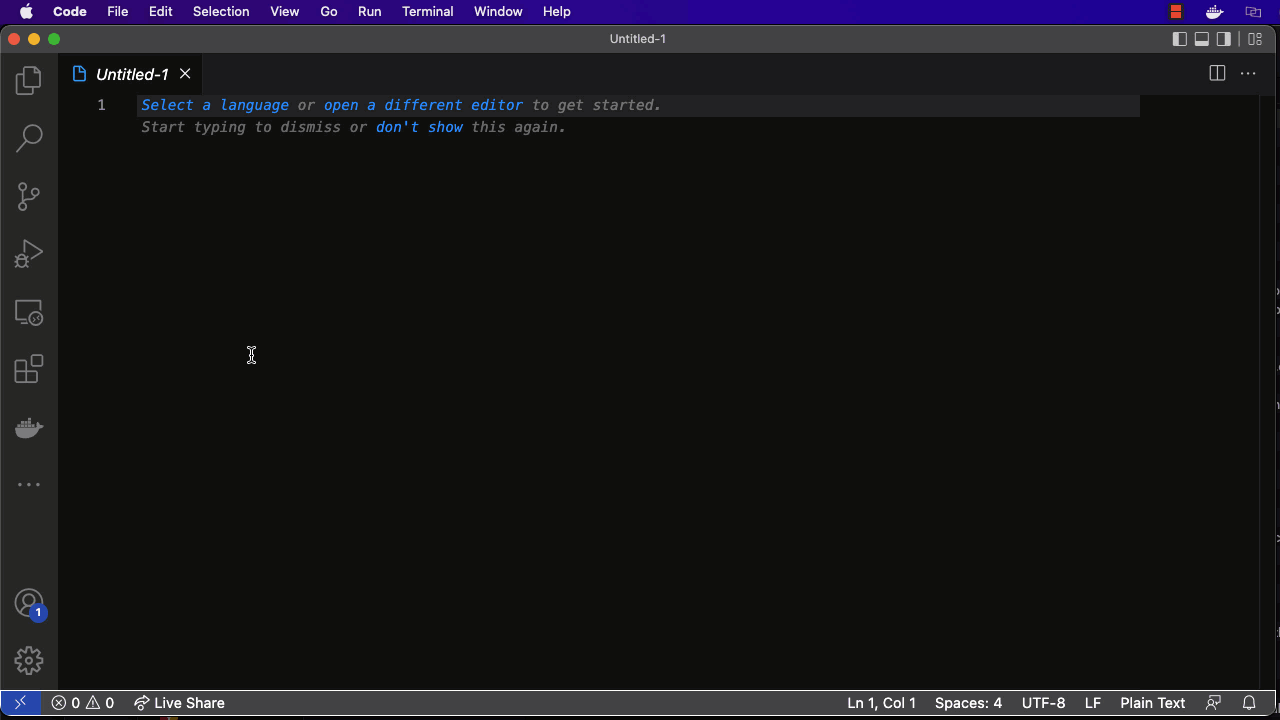 Code File Edit Selection View Go Run Terminal Window Help
Untitled-1
Untitled-1
1 Select a language or open a different editor to get started.
Start typing to dismiss or don't show this again.
1
0 0 Live Share Ln 1, Col 1 Spaces: 4 UTF-8 LF Plain Text